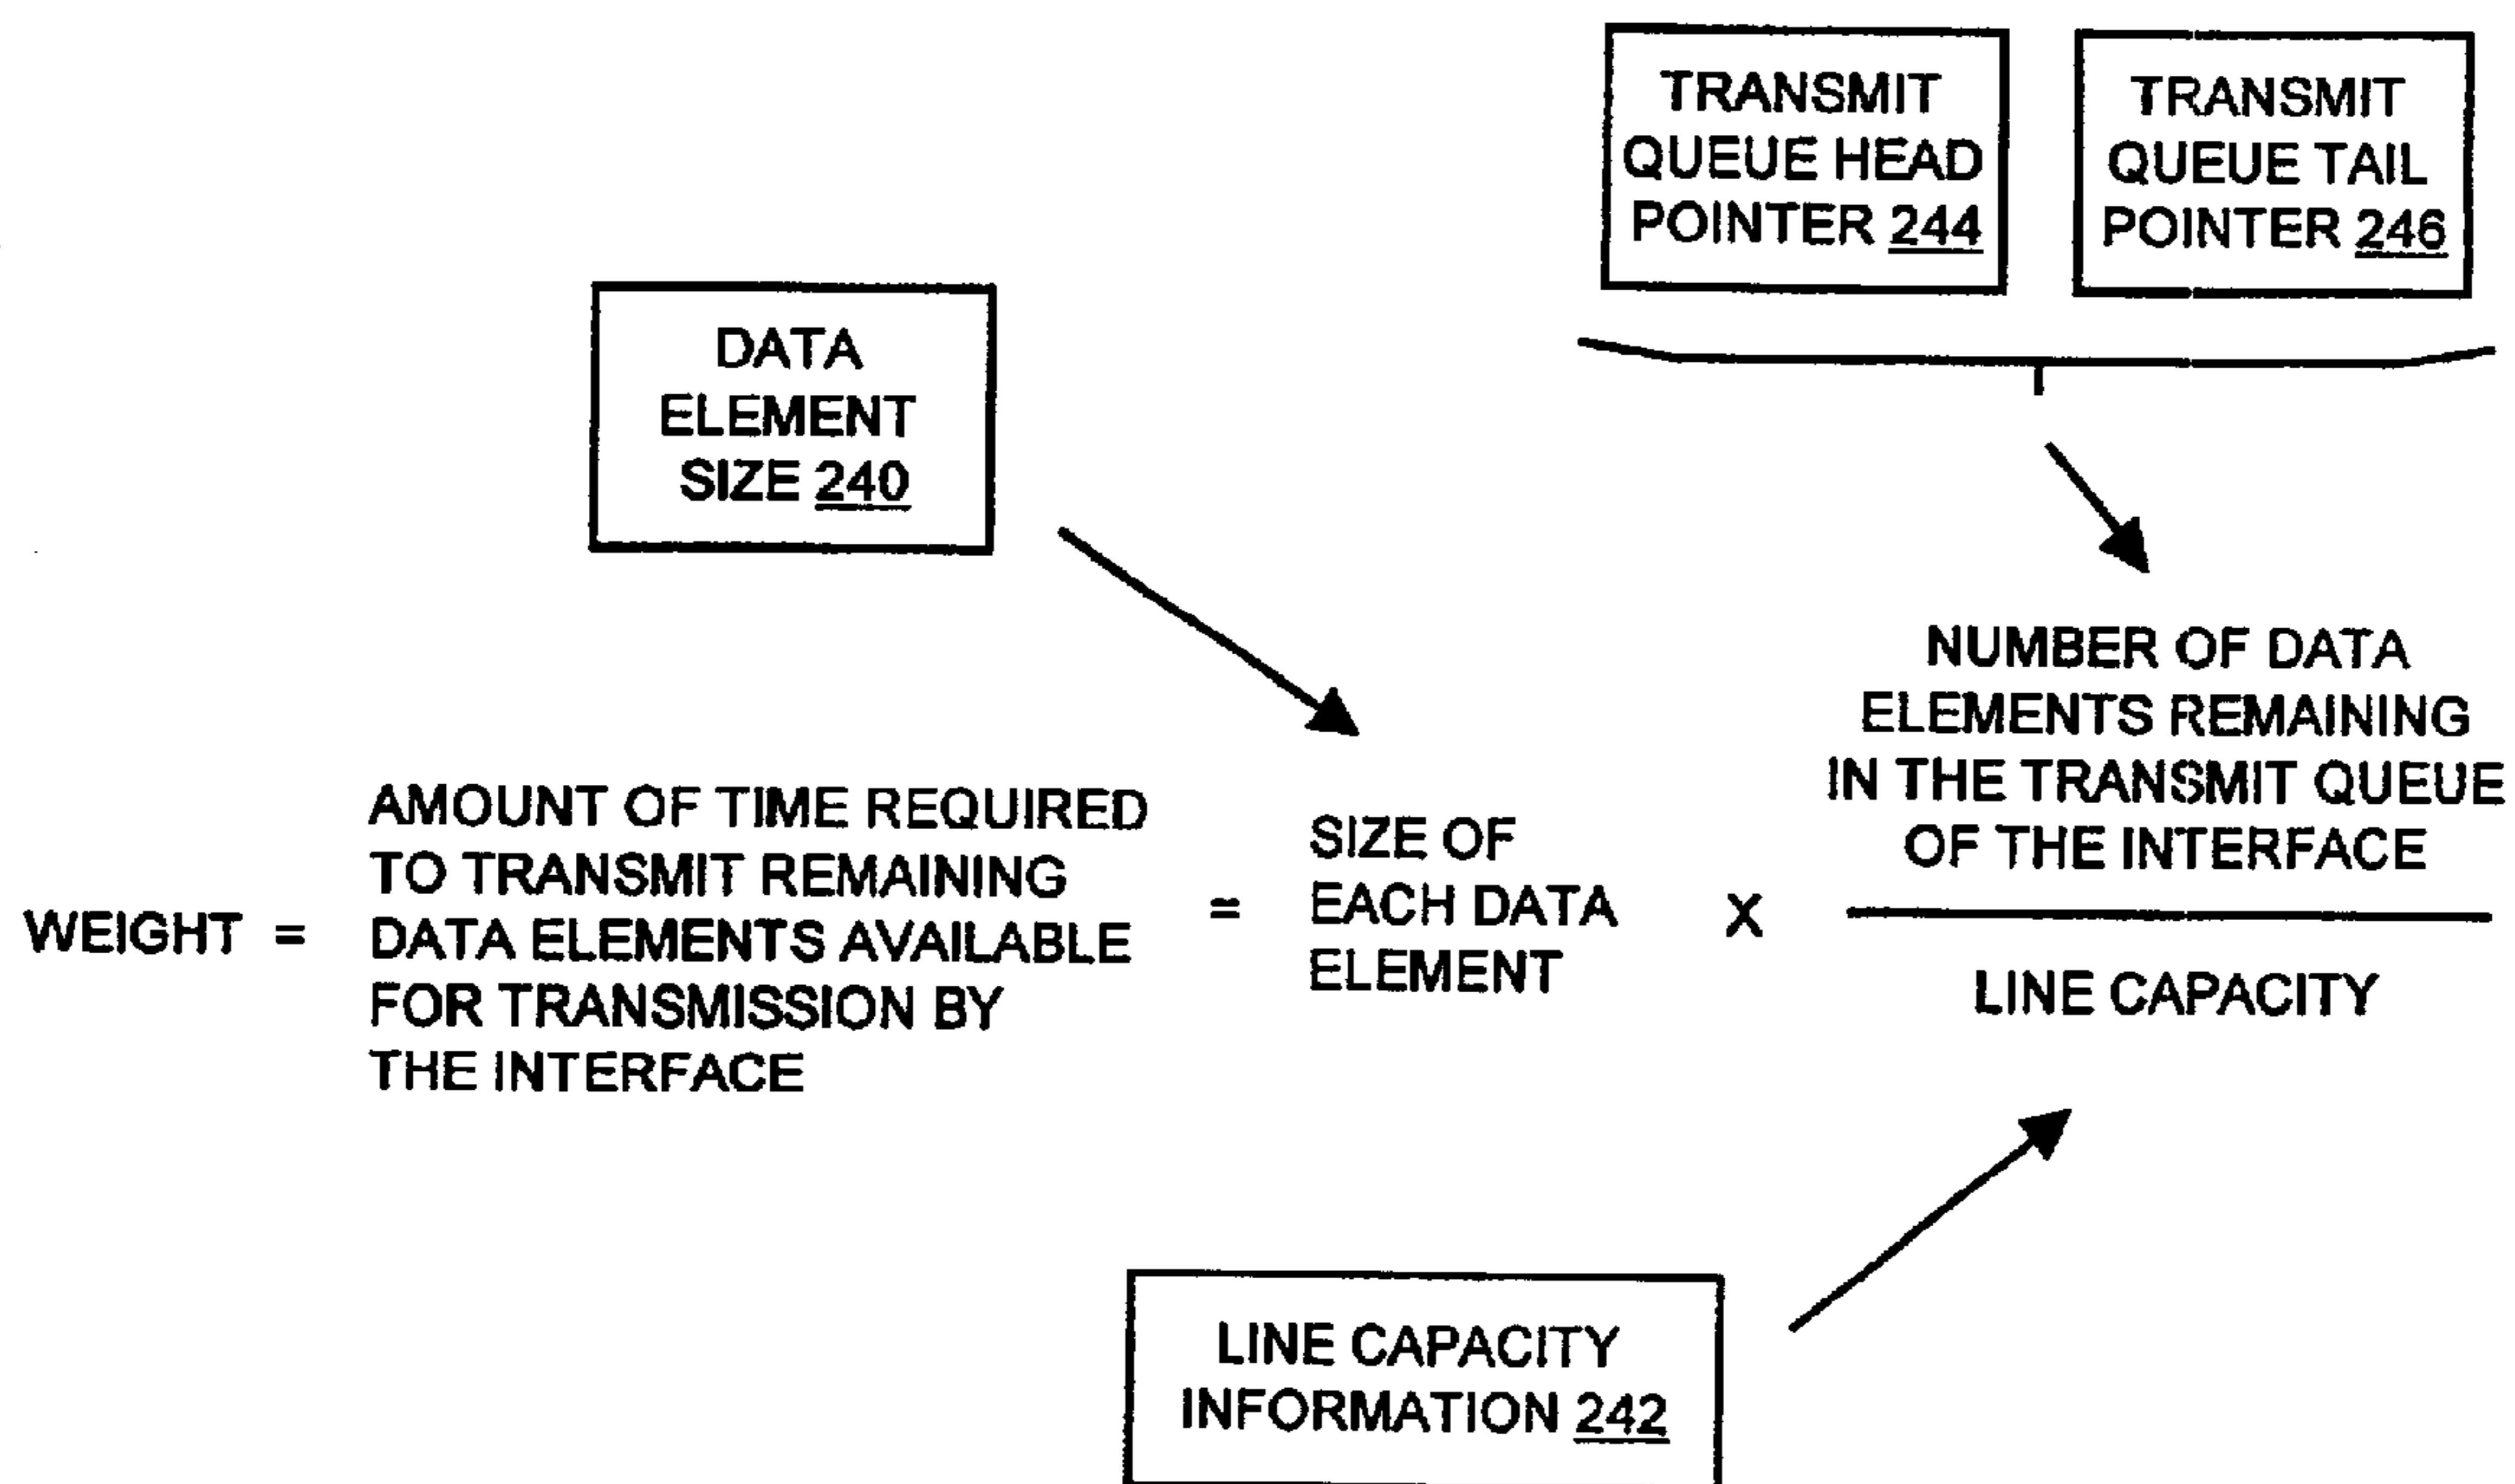 TRANSMIT
QUEUE HEAD
POINTER 244
TRANSMIT
QUEUE TAIL
POINTER 246
DATA
ELEMENT
SIZE 240
WEIGHT =
AMOUNT OF TIME REQUIRED
TO TRANSMIT REMAINING
DATA ELEMENTS AVAILABLE
FOR TRANSMISSION BY
THE INTERFACE
=
SIZE OF
EACH DATA
ELEMENT
X
NUMBER OF DATA
ELEMENTS REMAINING
IN THE TRANSMIT QUEUE
OF THE INTERFACE
LINE CAPACITY
LINE CAPACITY
INFORMATION 242